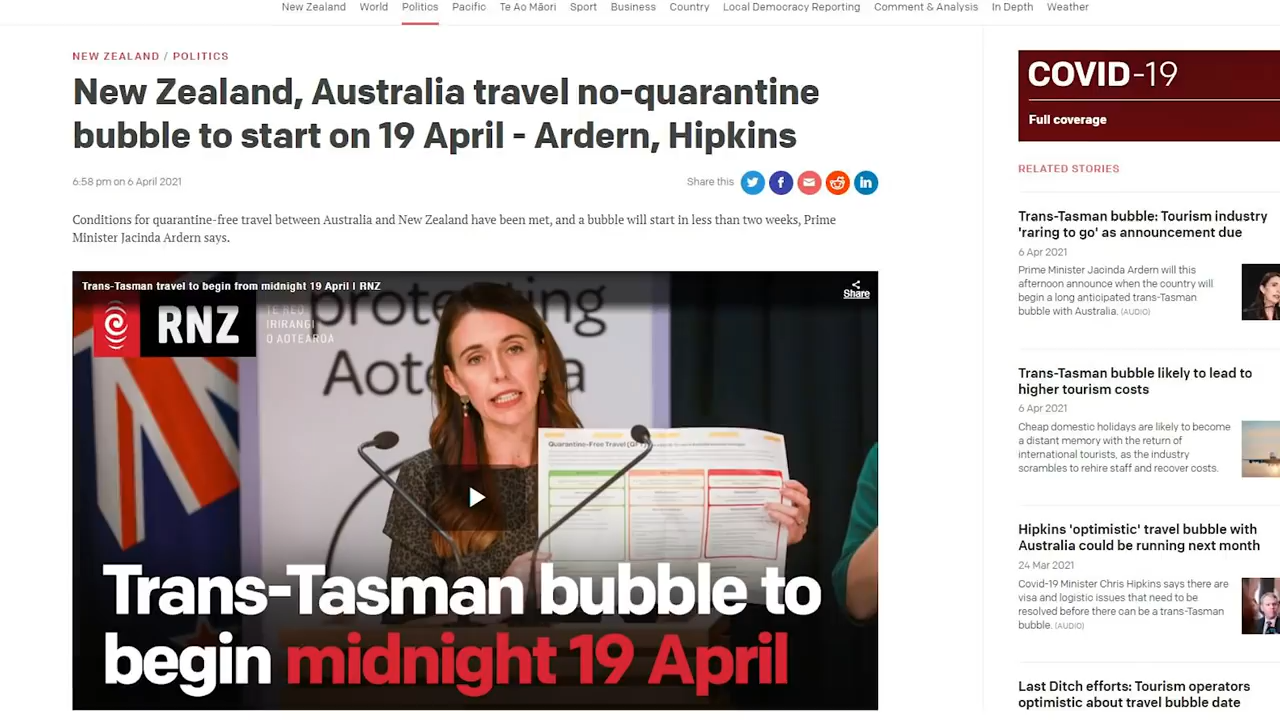 New Zealand World Politics Pacific Te Ao Māori Sport Business Country Local Democracy Reporting Comment & Analysis In Depth Weather
NEW ZEALAND / POLITICS
New Zealand, Australia travel no-quarantine
bubble to start on 19 April - Ardern, Hipkins
6:58 pm on 6 April 2021
Share this
Conditions for quarantine-free travel between Australia and New Zealand have been met, and a bubble will start in less than two weeks, Prime
Minister Jacinda Ardern says.
Trans-Tasman travel to begin from midnight 19 April | RNZ
Share
RNZ
TE REO
IRIRANGI
O AOTEAROA
protecting
Quarantine-Free Travel
Trans-Tasman bubble to
begin midnight 19 April
COVID-19
Full coverage
RELATED STORIES
Trans-Tasman bubble: Tourism industry
'raring to go' as announcement due
6 Apr 2021
Prime Minister Jacinda Ardern will this
afternoon announce when the country will
begin a long anticipated trans-Tasman
bubble with Australia. (AUDIO)
Trans-Tasman bubble likely to lead to
higher tourism costs
6 Apr 2021
Cheap domestic holidays are likely to become
a distant memory with the return of
international tourists, as the industry
scrambles to rehire staff and recover costs.
Hipkins 'optimistic' travel bubble with
Australia could be running next month
24 Mar 2021
Covid-19 Minister Chris Hipkins says there are
visa and logistic issues that need to be
resolved before there can be a trans-Tasman
bubble. (AUDIO)
Last Ditch efforts: Tourism operators
optimistic about travel bubble date